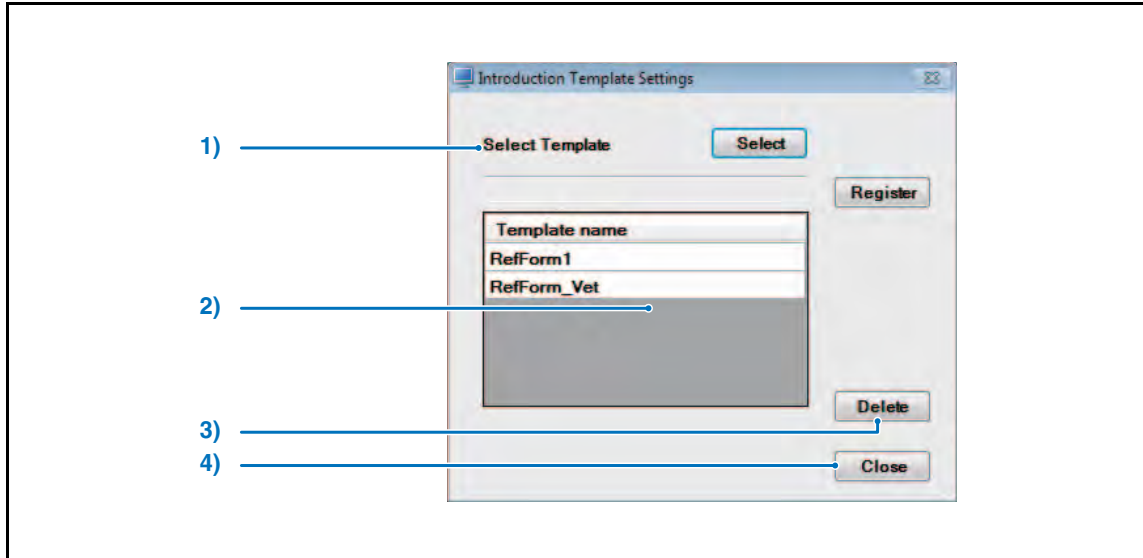 Introduction Template Settings
1)
Select Template
Select
Register
Template name
RefForm1
RefForm_Vet
2)
Delete
3)
4)
Close